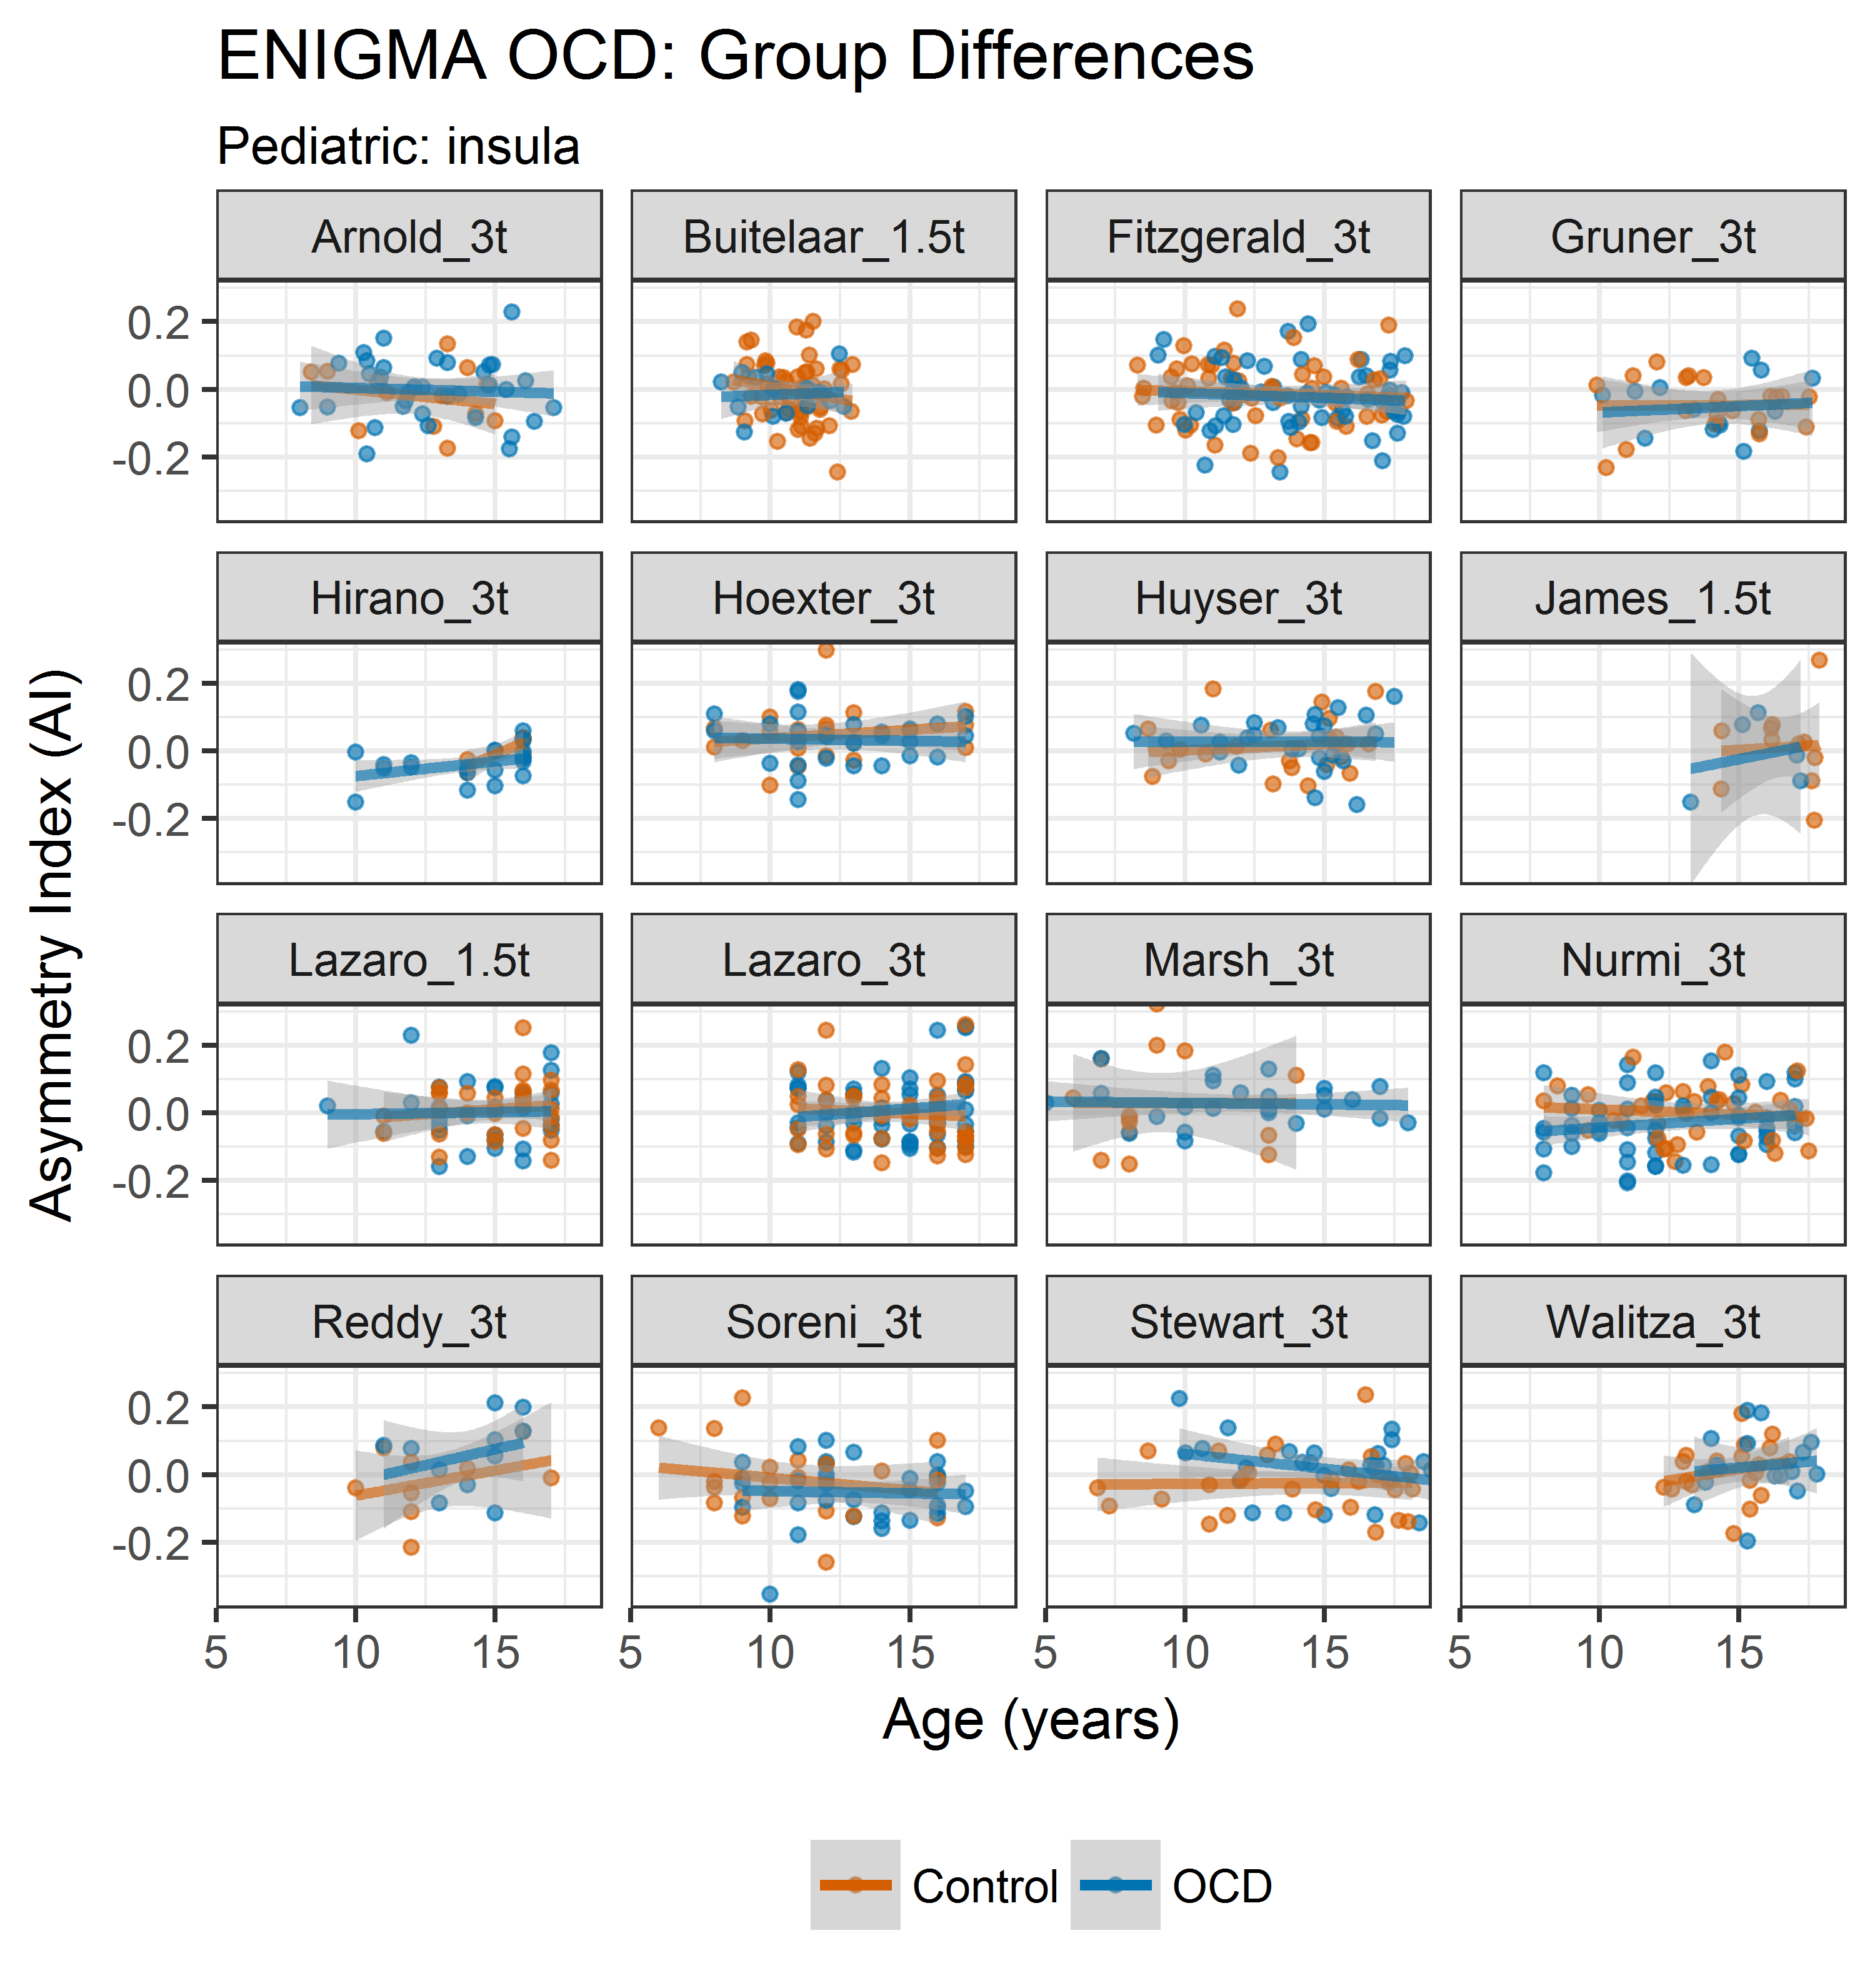 ENIGMA OCD: Group Differences
Pediatric: insula
Arnold_3t Buitelaar_1.5t Fitzgerald_3t Gruner_3t
0.2
0.0
-0.2
Hirano_3t Hoexter_3t Huyser_3t James_1.5t
0.2
0.0
-0.2
Lazaro_1.5t Lazaro_3t Marsh_3t Nurmi_3t
0.2
0.0
-0.2
Reddy_3t Soreni_3t Stewart_3t Walitza_3t
0.2
0.0
-0.2
Asymmetry Index (AI)
5 10 15 5 10 15 5 10 15 5 10 15
Age (years)
Control OCD